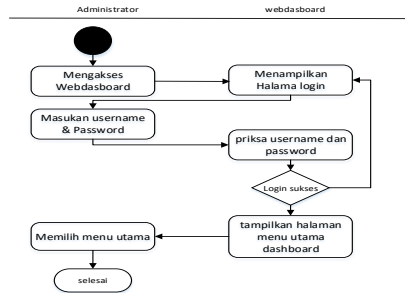 Administrator
webdasboard
Mengakses
Webdasboard
Menampilkan
Halama login
Masukan username
& Password
priksa username dan
password
Login sukses
tampilkan halaman
menu utama
dashboard
Memilih menu utama
selesai